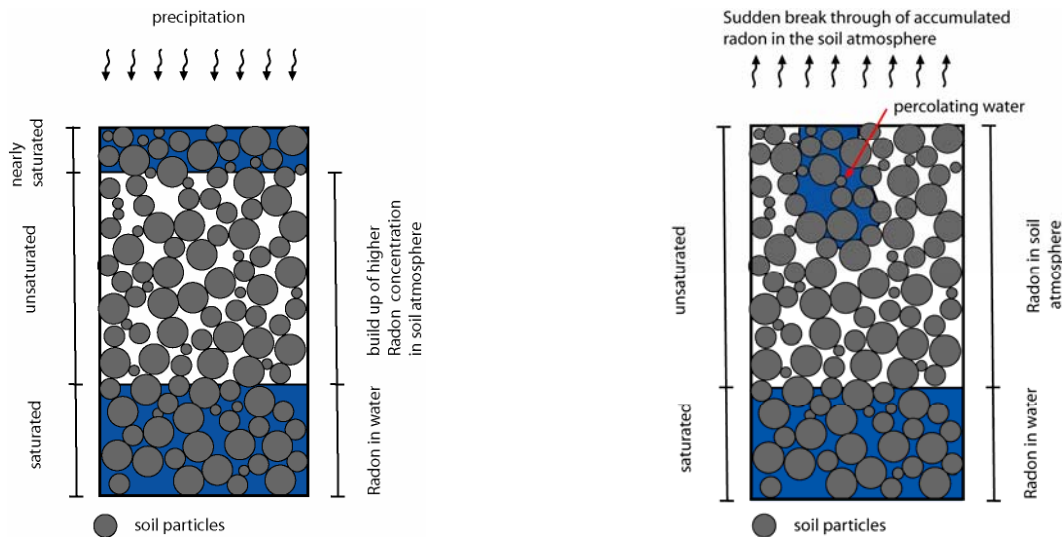 precipitation
nearly
saturated
unsaturated
saturated
build up of higher
Radon concentration
in soil atmosphere
Radon in water
soil particles
Sudden break through of accumulated
radon in the soil atmosphere
percolating water
unsaturated
saturated
Radon in soil
atmosphere
Radon in water
soil particles